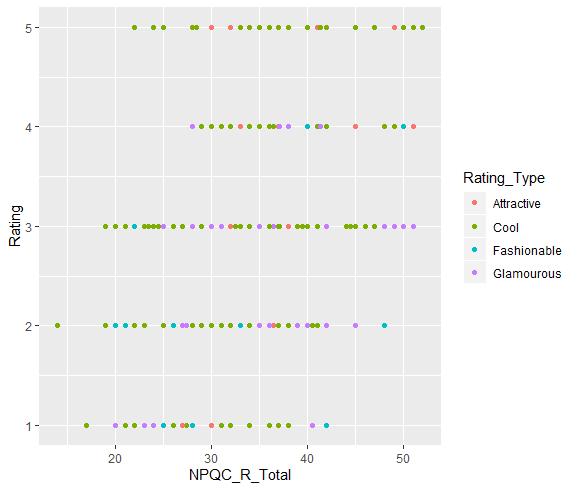 5
4
3
2
1
Rating
20 30 40 50
NPQC_R_Total
Rating_Type
Attractive
Cool
Fashionable
Glamourous